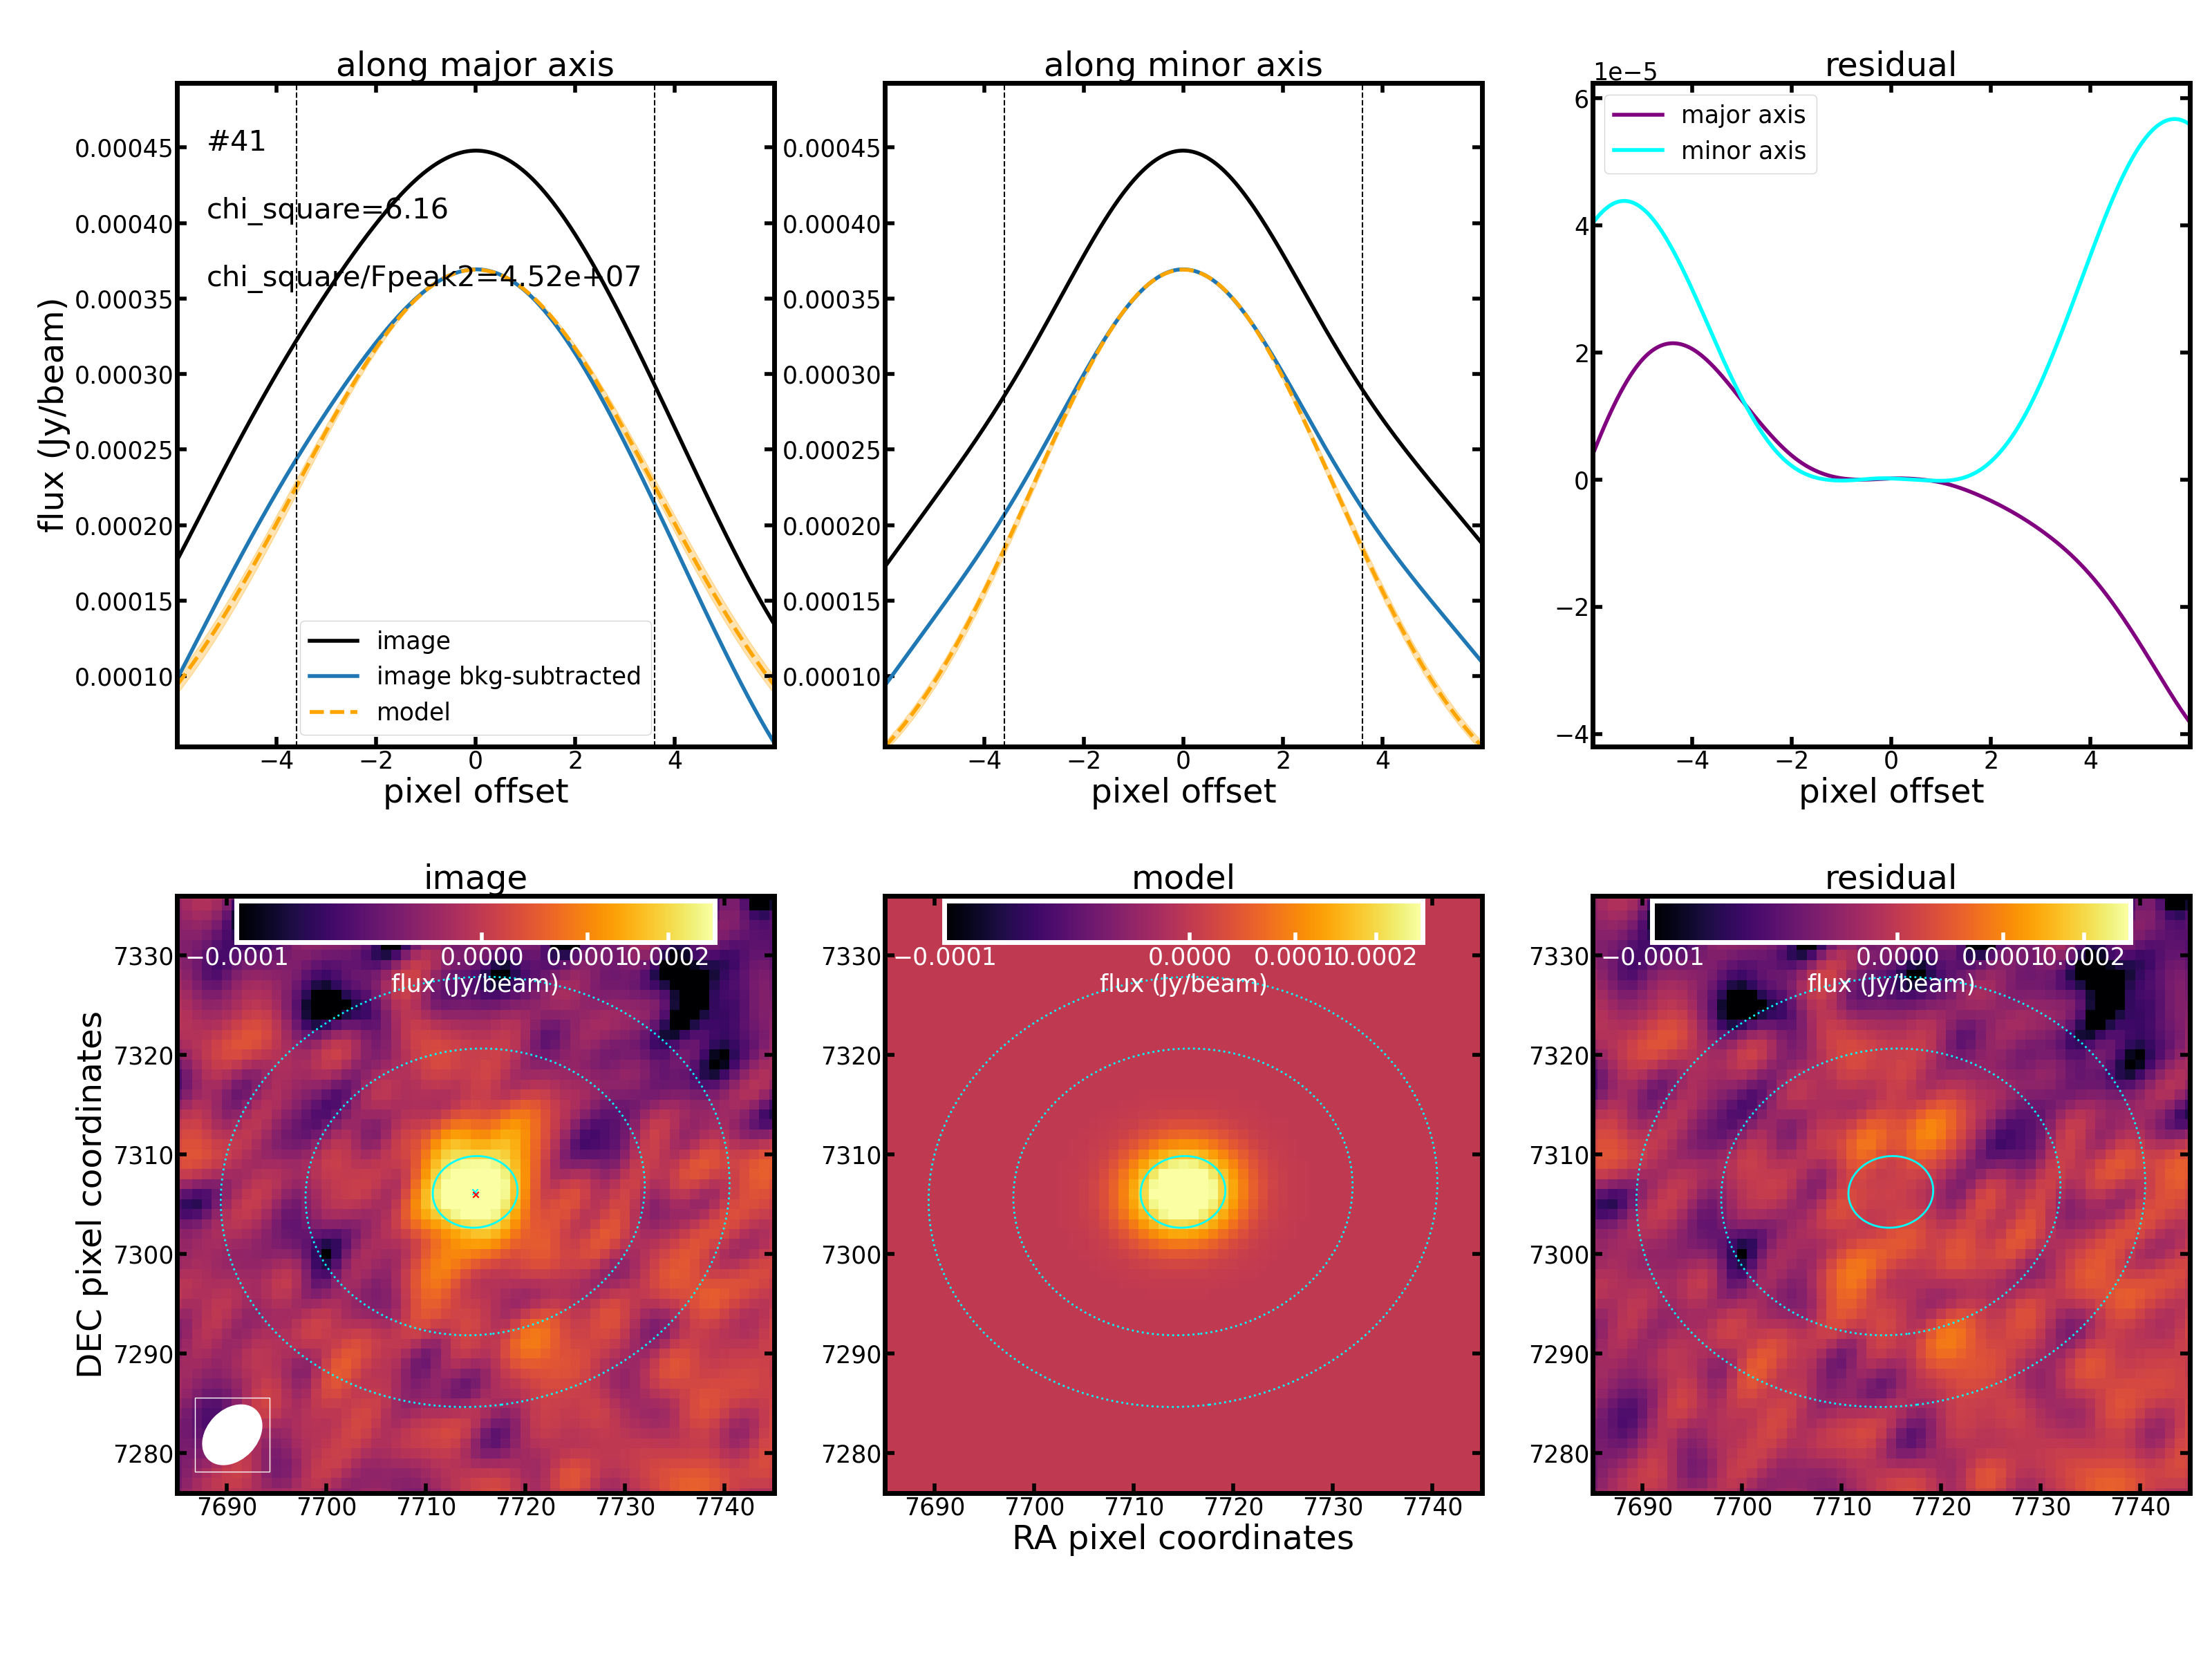 along major axis
along minor axis
residual
1e−5
#41
chi_square=6.16
chi_square/Fpeak2=4.52e+07
flux (Jy/beam)
0.00045
0.00040
0.00035
0.00030
0.00025
0.00020
0.00015
0.00010
image
image bkg-subtracted
model
−4 −2 0 2 4
pixel offset
0.00045
0.00040
0.00035
0.00030
0.00025
0.00020
0.00015
0.00010
−4 −2 0 2 4
pixel offset
major axis
minor axis
6
4
2
0
−2
−4
−4 −2 0 2 4
pixel offset
image
model
residual
−0.0001 0.0000 0.0001 0.0002
flux (Jy/beam)
DEC pixel coordinates
7330
7320
7310
7300
7290
7280
7690 7700 7710 7720 7730 7740
−0.0001 0.0000 0.0001 0.0002
flux (Jy/beam)
7330
7320
7310
7300
7290
7280
7690 7700 7710 7720 7730 7740
RA pixel coordinates
−0.0001 0.0000 0.0001 0.0002
flux (Jy/beam)
7330
7320
7310
7300
7290
7280
7690 7700 7710 7720 7730 7740